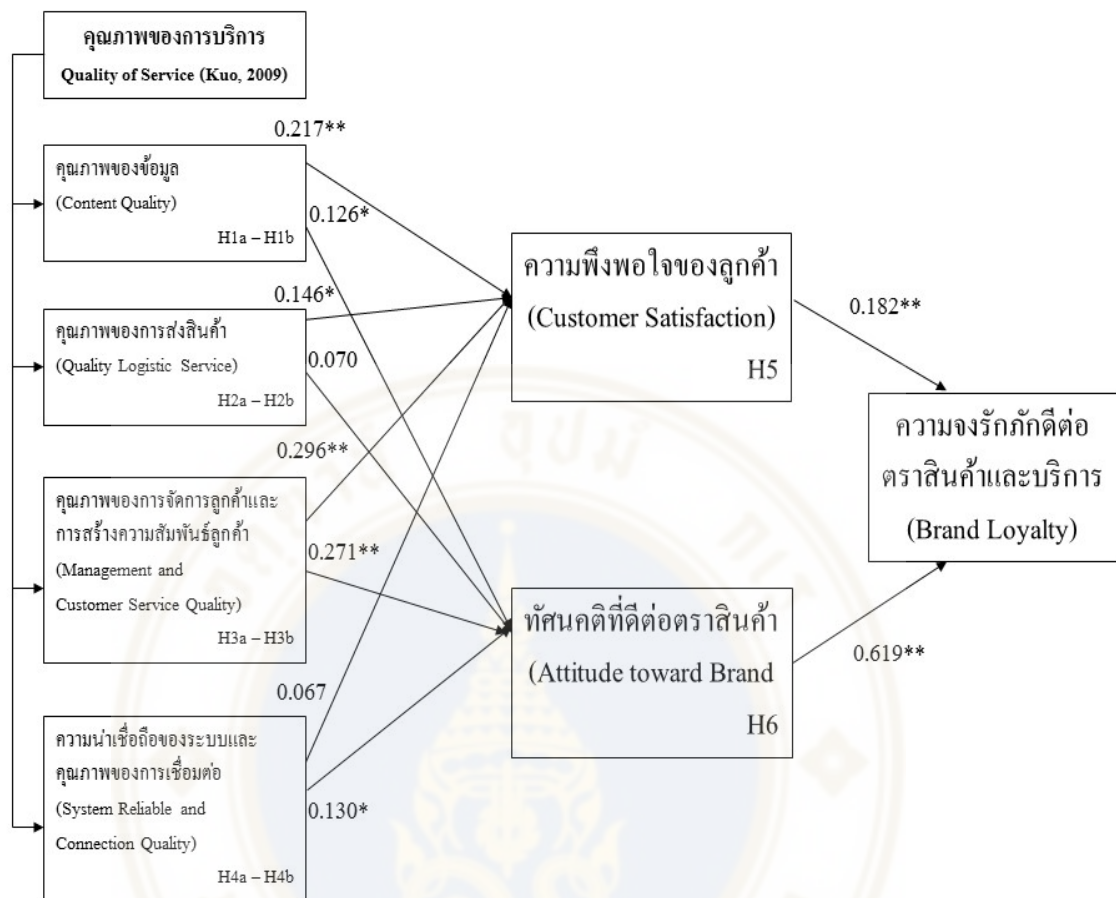 คุณภาพของการบริการ
Quality of Service (Kuo, 2009)
0.217**
คุณภาพของข้อมูล
(Content Quality)
H1a – H1b
0.126*
0.146*
คุณภาพของการส่งสินค้า
(Quality Logistic Service)
H2a – H2b
0.070
0.296**
คุณภาพของการจัดการลูกค้าและ
การสร้างความสัมพันธ์ลูกค้า
(Management and
Customer Service Quality)
H3a – H3b
0.271**
0.067
ความน่าเชื่อถือของระบบและ
คุณภาพของการเชื่อมต่อ
(System Reliable and
Connection Quality)
H4a – H4b
0.130*
ความพึงพอใจของลูกค้า
(Customer Satisfaction)
H5
ทัศนคติที่ดีต่อตราสินค้า
(Attitude toward Brand
H6
0.182**
0.619**
ความจงรักภักดีต่อ
ตราสินค้าและบริการ
(Brand Loyalty)